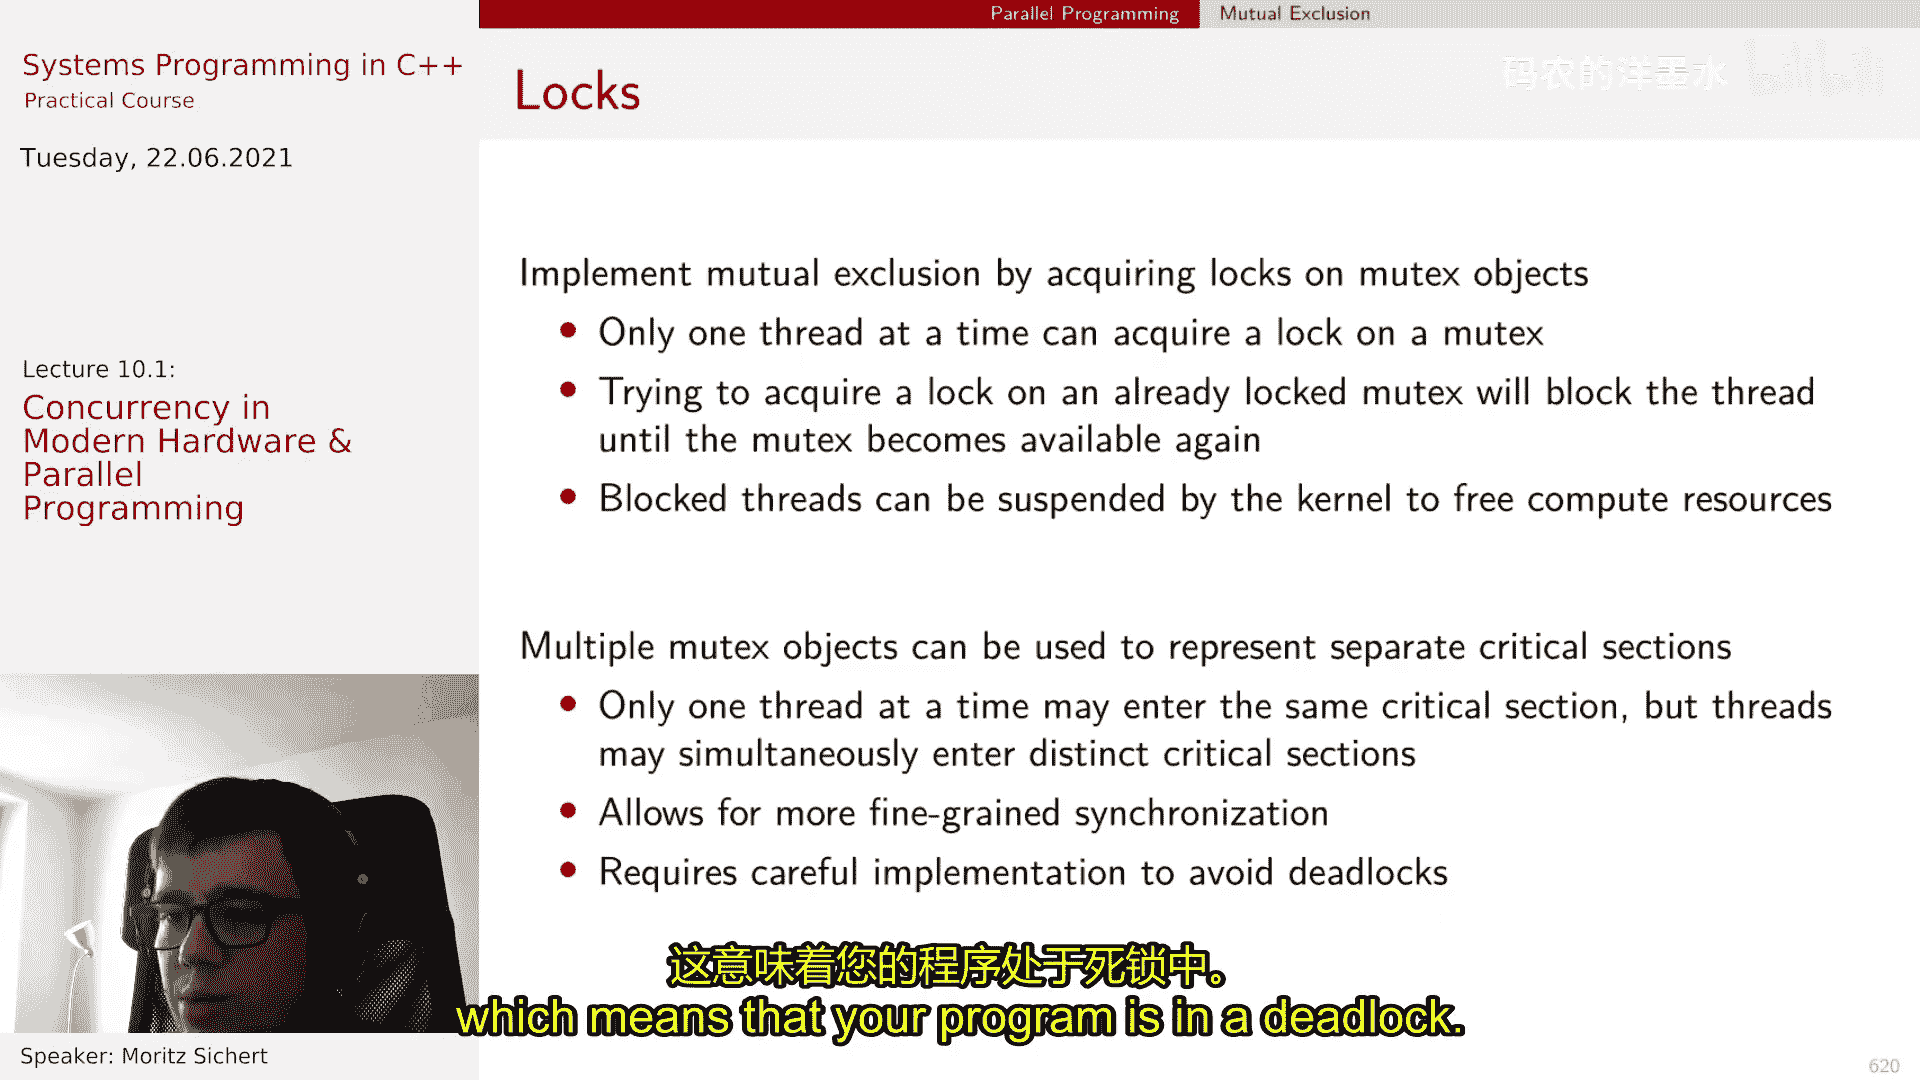 Parallel Programming
Mutual Exclusion
Systems Programming in C++
Practical Course
Tuesday, 22.06.2021
Lecture 10.1:
Concurrency in
Modern Hardware &
Parallel
Programming
Speaker: Moritz Sichert
Locks
码农的洋墨水
bilibili
Implement mutual exclusion by acquiring locks on mutex objects
• Only one thread at a time can acquire a lock on a mutex
• Trying to acquire a lock on an already locked mutex will block the thread
until the mutex becomes available again
• Blocked threads can be suspended by the kernel to free compute resources
Multiple mutex objects can be used to represent separate critical sections
• Only one thread at a time may enter the same critical section, but threads
may simultaneously enter distinct critical sections
• Allows for more fine-grained synchronization
• Requires careful implementation to avoid deadlocks
这意味着您的程序处于死锁中。
which means that your program is in a deadlock.
620